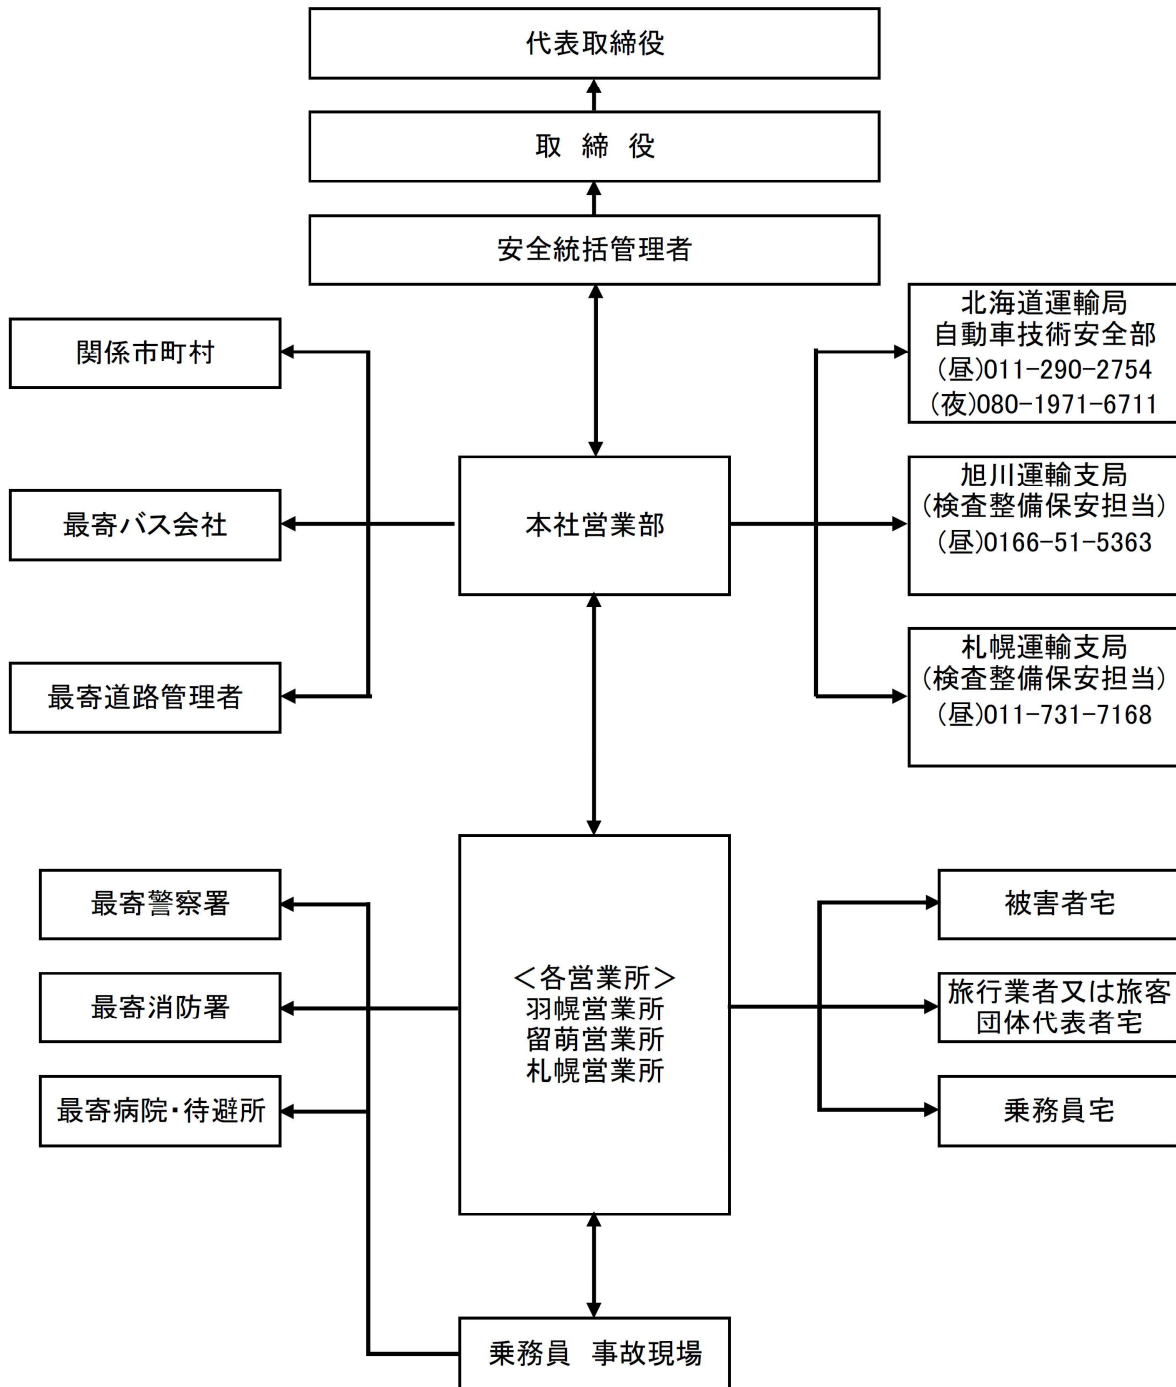 代表取締役
取 締 役
安全統括管理者
関係市町村
最寄バス会社
最寄道路管理者
本社営業部
北海道運輸局
自動車技術安全部
(昼)011-290-2754
(夜)080-1971-6711
旭川運輸支局
(検査整備保安担当)
(昼)0166-51-5363
札幌運輸支局
(検査整備保安担当)
(昼)011-731-7168
最寄警察署
最寄消防署
最寄病院・待避所
<各営業所>
羽幌営業所
留萌営業所
札幌営業所
被害者宅
旅行業者又は旅客
団体代表者宅
乗務員宅
乗務員 事故現場